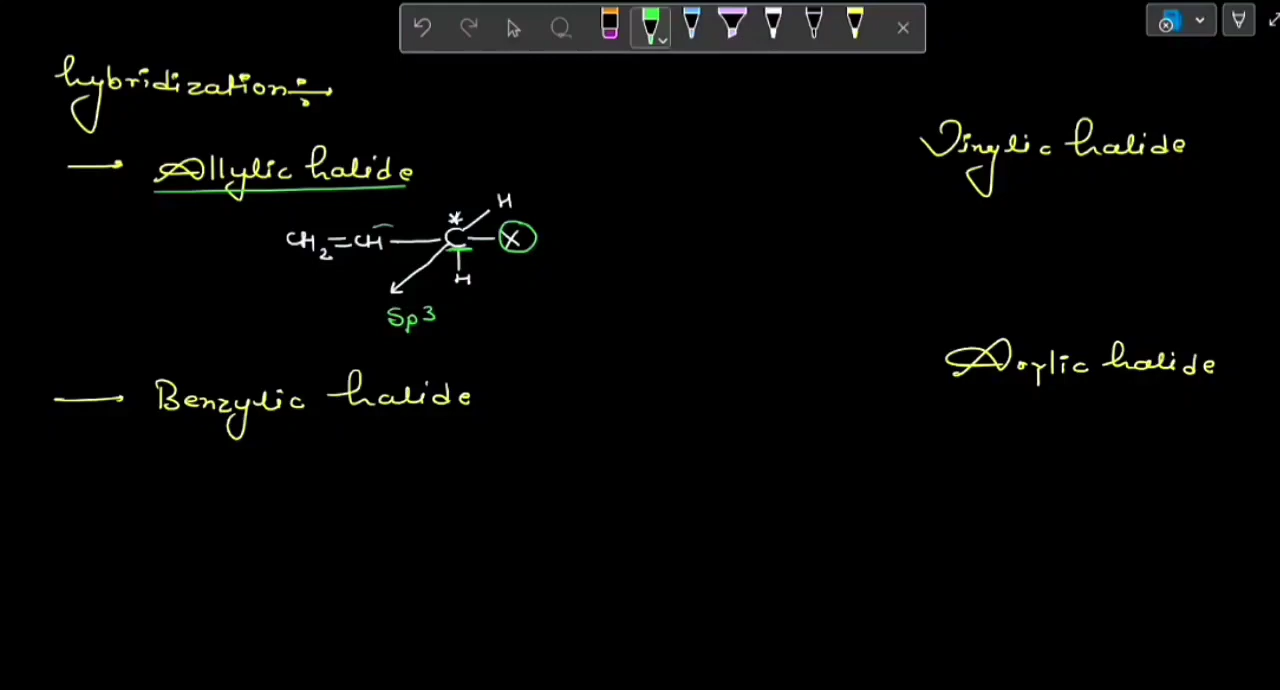 hybridization:→
→ Allylic halide
CH2=CH—C—X
*
H
H
Sp3
— Benzylic halide
Vinylic halide
Arylic halide